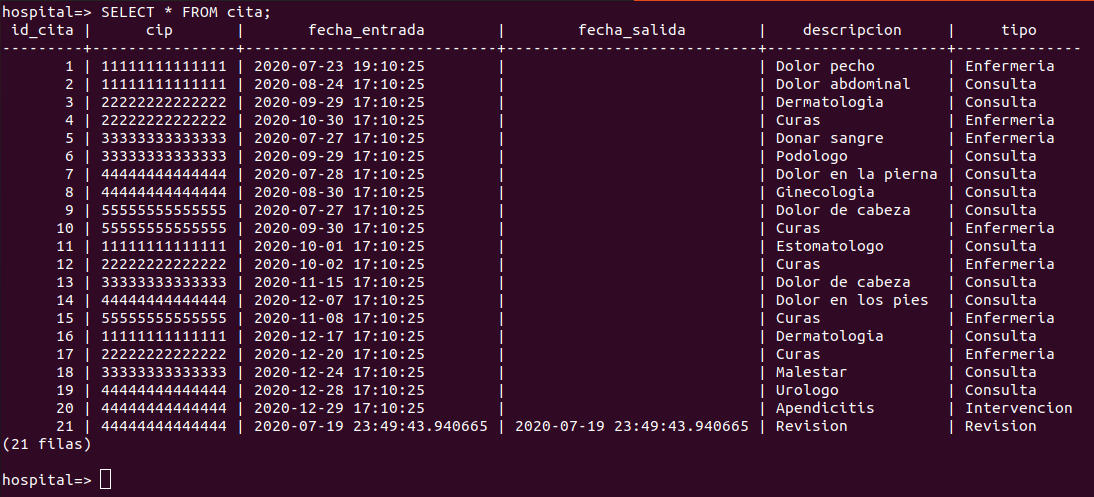 hospital=> SELECT * FROM cita;
 id_cita |      cip       |       fecha_entrada        |        fecha_salida        |    descripcion     |     tipo
---------+----------------+----------------------------+----------------------------+--------------------+--------------
       1 | 11111111111111 | 2020-07-23 19:10:25        |                            | Dolor pecho        | Enfermeria
       2 | 11111111111111 | 2020-08-24 17:10:25        |                            | Dolor abdominal    | Consulta
       3 | 22222222222222 | 2020-09-29 17:10:25        |                            | Dermatologia       | Consulta
       4 | 22222222222222 | 2020-10-30 17:10:25        |                            | Curas              | Enfermeria
       5 | 33333333333333 | 2020-07-27 17:10:25        |                            | Donar sangre       | Enfermeria
       6 | 33333333333333 | 2020-09-29 17:10:25        |                            | Podologo           | Consulta
       7 | 44444444444444 | 2020-07-28 17:10:25        |                            | Dolor en la pierna | Consulta
       8 | 44444444444444 | 2020-08-30 17:10:25        |                            | Ginecologia        | Consulta
       9 | 55555555555555 | 2020-07-27 17:10:25        |                            | Dolor de cabeza    | Consulta
      10 | 55555555555555 | 2020-09-30 17:10:25        |                            | Curas              | Enfermeria
      11 | 11111111111111 | 2020-10-01 17:10:25        |                            | Estomatologo       | Consulta
      12 | 22222222222222 | 2020-10-02 17:10:25        |                            | Curas              | Enfermeria
      13 | 33333333333333 | 2020-11-15 17:10:25        |                            | Dolor de cabeza    | Consulta
      14 | 44444444444444 | 2020-12-07 17:10:25        |                            | Dolor en los pies  | Consulta
      15 | 55555555555555 | 2020-11-08 17:10:25        |                            | Curas              | Enfermeria
      16 | 11111111111111 | 2020-12-17 17:10:25        |                            | Dermatologia       | Consulta
      17 | 22222222222222 | 2020-12-20 17:10:25        |                            | Curas              | Enfermeria
      18 | 33333333333333 | 2020-12-24 17:10:25        |                            | Malestar           | Consulta
      19 | 44444444444444 | 2020-12-28 17:10:25        |                            | Urologo            | Consulta
      20 | 44444444444444 | 2020-12-29 17:10:25        |                            | Apendicitis        | Intervencion
      21 | 44444444444444 | 2020-07-19 23:49:43.940665 | 2020-07-19 23:49:43.940665 | Revision           | Revision
(21 filas)
hospital=>